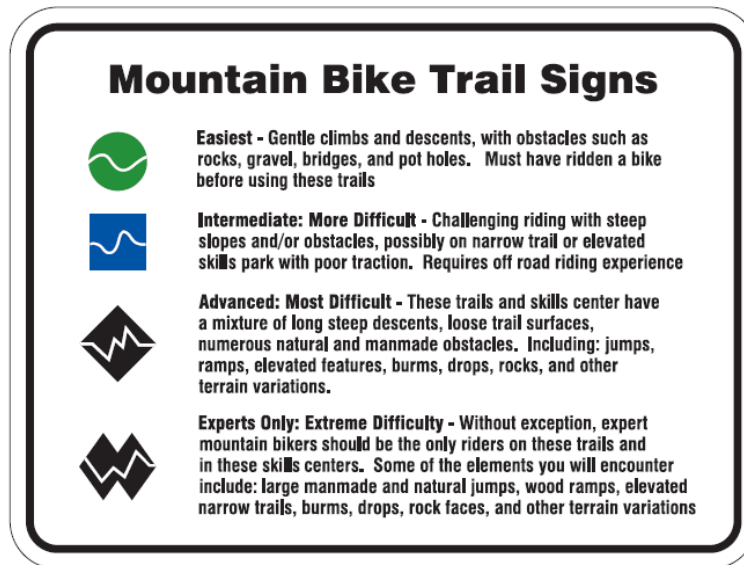 Mountain Bike Trail Signs
Easiest - Gentle climbs and descents, with obstacles such as
rocks, gravel, bridges, and pot holes. Must have ridden a bike
before using these trails
Intermediate: More Difficult - Challenging riding with steep
slopes and/or obstacles, possibly on narrow trail or elevated
skills park with poor traction. Requires off road riding experience
Advanced: Most Difficult - These trails and skills center have
a mixture of long steep descents, loose trail surfaces,
numerous natural and manmade obstacles. Including: jumps,
ramps, elevated features, burms, drops, rocks, and other
terrain variations.
Experts Only: Extreme Difficulty - Without exception, expert
mountain bikers should be the only riders on these trails and
in these skills centers. Some of the elements you will encounter
include: large manmade and natural jumps, wood ramps, elevated
narrow trails, burms, drops, rock faces, and other terrain variations